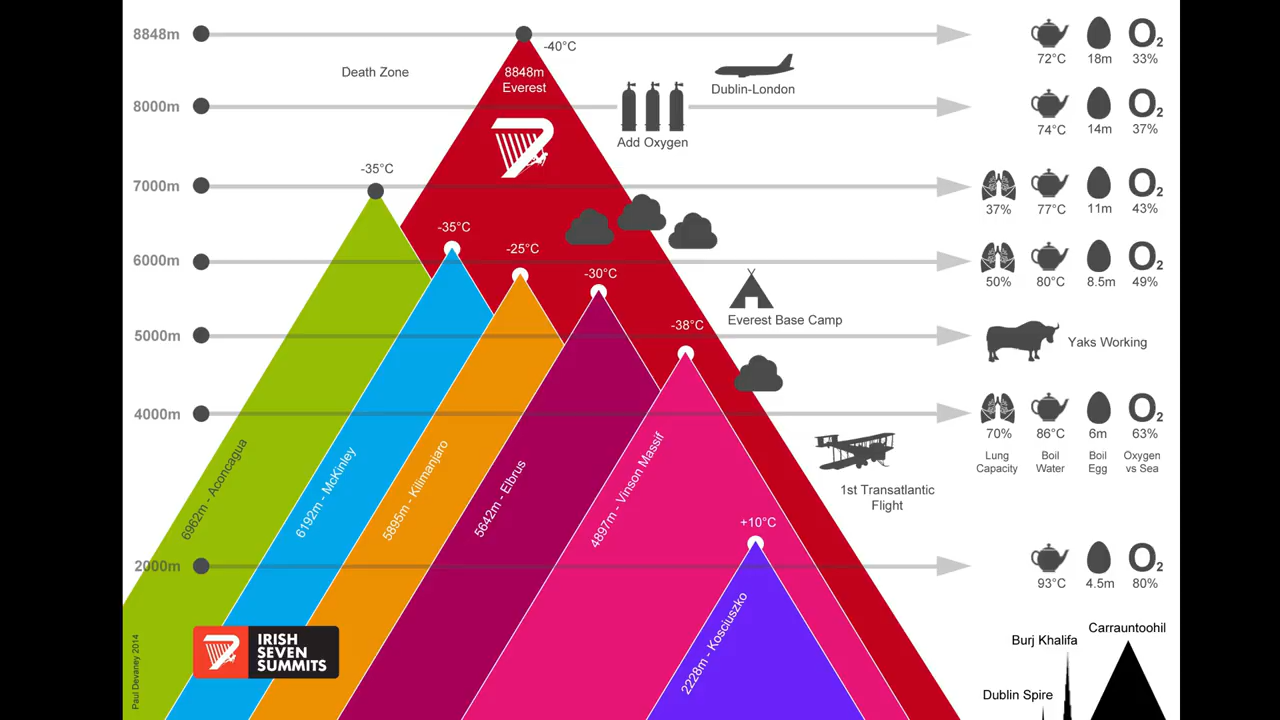 8848m
-40°C
72°C
18m
O2
33%
Death Zone
8848m
Everest
Dublin-London
8000m
Add Oxygen
74°C
14m
O2
37%
-35°C
7000m
37%
77°C
11m
O2
43%
-35°C
-25°C
6000m
-30°C
50%
80°C
8.5m
O2
49%
-38°C
Everest Base Camp
5000m
Yaks Working
4000m
70%
86°C
6m
O2
63%
Lung
Capacity
Boil
Water
Boil
Egg
Oxygen
vs Sea
6962m - Aconcagua
6192m - McKinley
5895m - Kilimanjaro
5642m - Elbrus
4897m - Vinson Massif
1st Transatlantic
Flight
+10°C
2000m
93°C
4.5m
O2
80%
2228m - Kosciuszko
IRISH
SEVEN
SUMMITS
Paul Devaney 2014
Carrauntoohil
Burj Khalifa
Dublin Spire